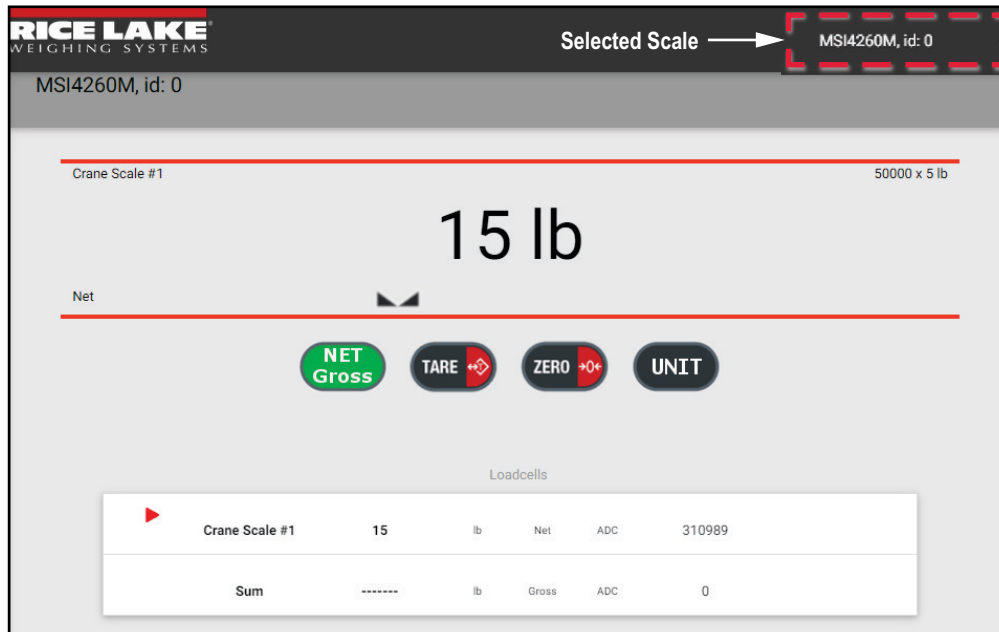 RICE LAKE
WEIGHING SYSTEMS
Selected Scale
MSI4260M, id: 0
MSI4260M, id: 0
Crane Scale #1 50000 x 5 lb
15 lb
Net
NET
Gross
TARE
ZERO →0←
UNIT
Loadcells
Crane Scale #1 15 lb Net ADC 310989
Sum ------- lb Gross ADC 0